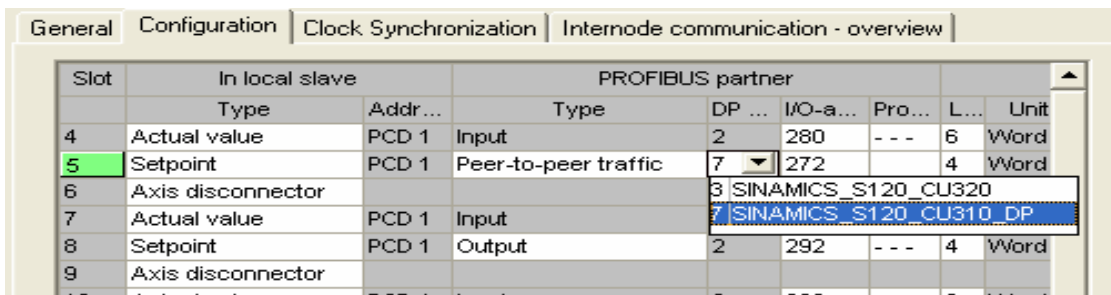 General Configuration Clock Synchronization Internode communication - overview
Slot In local slave PROFIBUS partner
Type Addr... Type DP ... I/O-a... Pro... L... Unit
4 Actual value PCD 1 Input 2 280 - - - 6 Word
5 Setpoint PCD 1 Peer-to-peer traffic 7 272 4 Word
6 Axis disconnector 3 SINAMICS_S120_CU320
7 Actual value PCD 1 Input 7 SINAMICS_S120_CU310_DP
8 Setpoint PCD 1 Output 2 292 - - - 4 Word
9 Axis disconnector